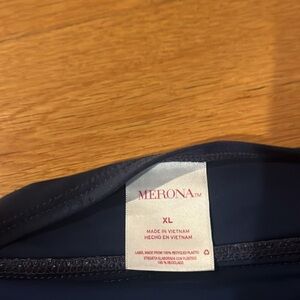 MERONA™
XL
MADE IN VIETNAM
HECHO EN VIETNAM
LABEL MADE FROM 100% RECYCLED PLASTIC
ETIQUETA ELABORADA CON PLÁSTICO
100 % RECICLADO